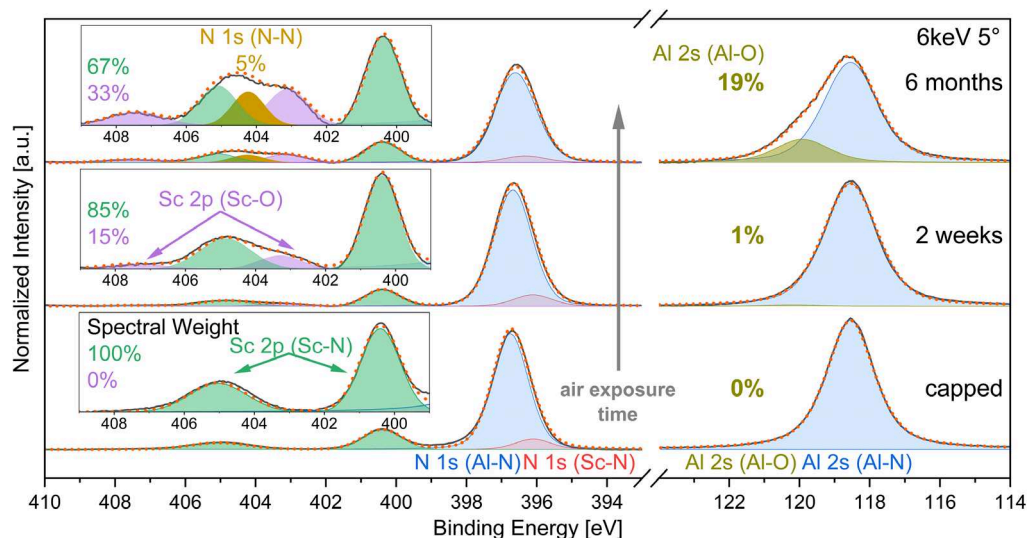 Normalized Intensity [a.u.]
6keV 5°
N 1s (N-N)
5%
67%
33%
408 406 404 402 400
Al 2s (Al-O)
19%
6 months
Sc 2p (Sc-O)
85%
15%
408 406 404 402 400
1%
2 weeks
Spectral Weight
100%
0%
Sc 2p (Sc-N)
408 406 404 402 400
air exposure
time
0%
capped
N 1s (Al-N) N 1s (Sc-N) Al 2s (Al-O) Al 2s (Al-N)
410 408 406 404 402 400 398 396 394 122 120 118 116 114
Binding Energy [eV]